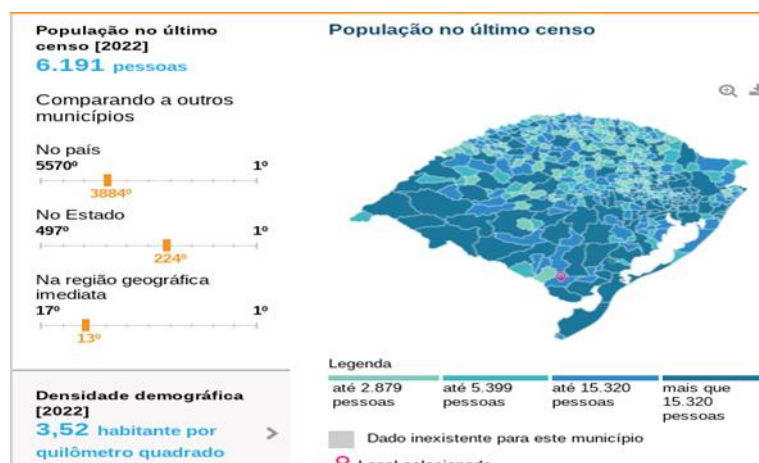 População no último
censo [2022]
6.191 pessoas
Comparando a outros
municípios
No país
5570º 1º
3884º
No Estado
497º 1º
224º
Na região geográfica
imediata
17º 1º
13º
Densidade demográfica
[2022]
3,52 habitante por
quilômetro quadrado
População no último censo
Legenda
até 2.879
pessoas
até 5.399
pessoas
até 15.320
pessoas
mais que
15.320
pessoas
Dado inexistente para este município
Local selecionado